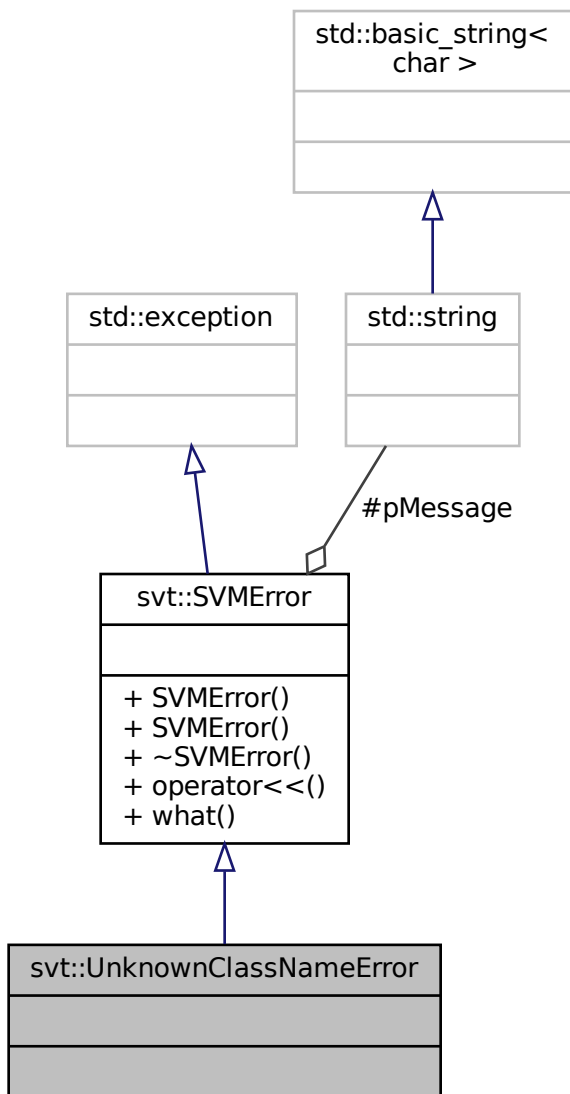 std::basic_string<
char >
std::exception
std::string
#pMessage
svt::SVMError
+ SVMError()
+ SVMError()
+ ~SVMError()
+ operator<<()
+ what()
svt::UnknownClassNameError